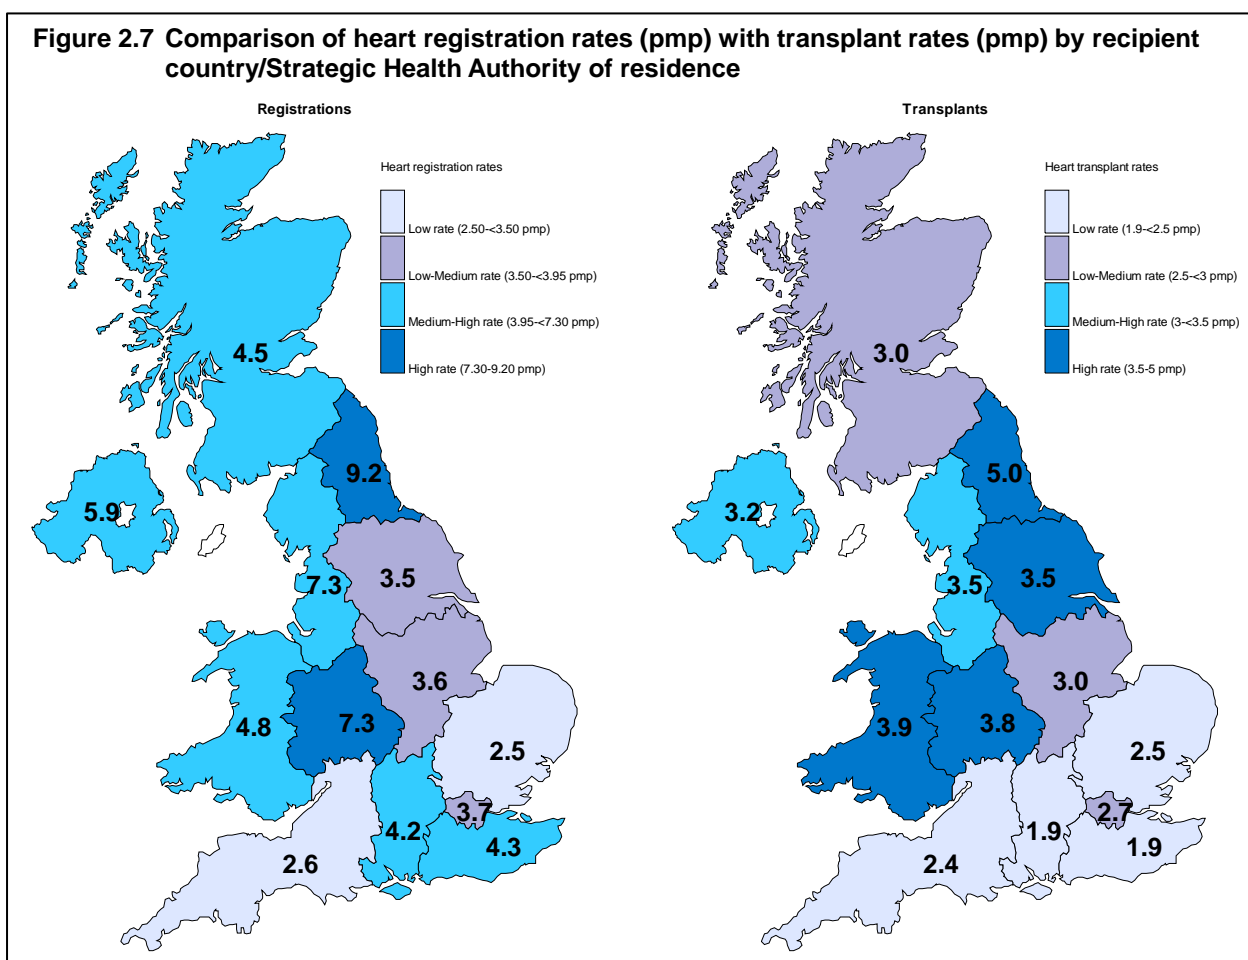 Figure 2.7 Comparison of heart registration rates (pmp) with transplant rates (pmp) by recipient
country/Strategic Health Authority of residence
Registrations
Heart registration rates
Low rate (2.50-<3.50 pmp)
Low-Medium rate (3.50-<3.95 pmp)
Medium-High rate (3.95-<7.30 pmp)
High rate (7.30-9.20 pmp)
4.5
9.2
5.9
7.3
3.5
3.6
4.8
7.3
2.5
3.7
4.2
4.3
2.6
Transplants
Heart transplant rates
Low rate (1.9-<2.5 pmp)
Low-Medium rate (2.5-<3 pmp)
Medium-High rate (3-<3.5 pmp)
High rate (3.5-5 pmp)
3.0
5.0
3.2
3.5
3.5
3.0
3.9
3.8
2.5
2.7
1.9
1.9
2.4